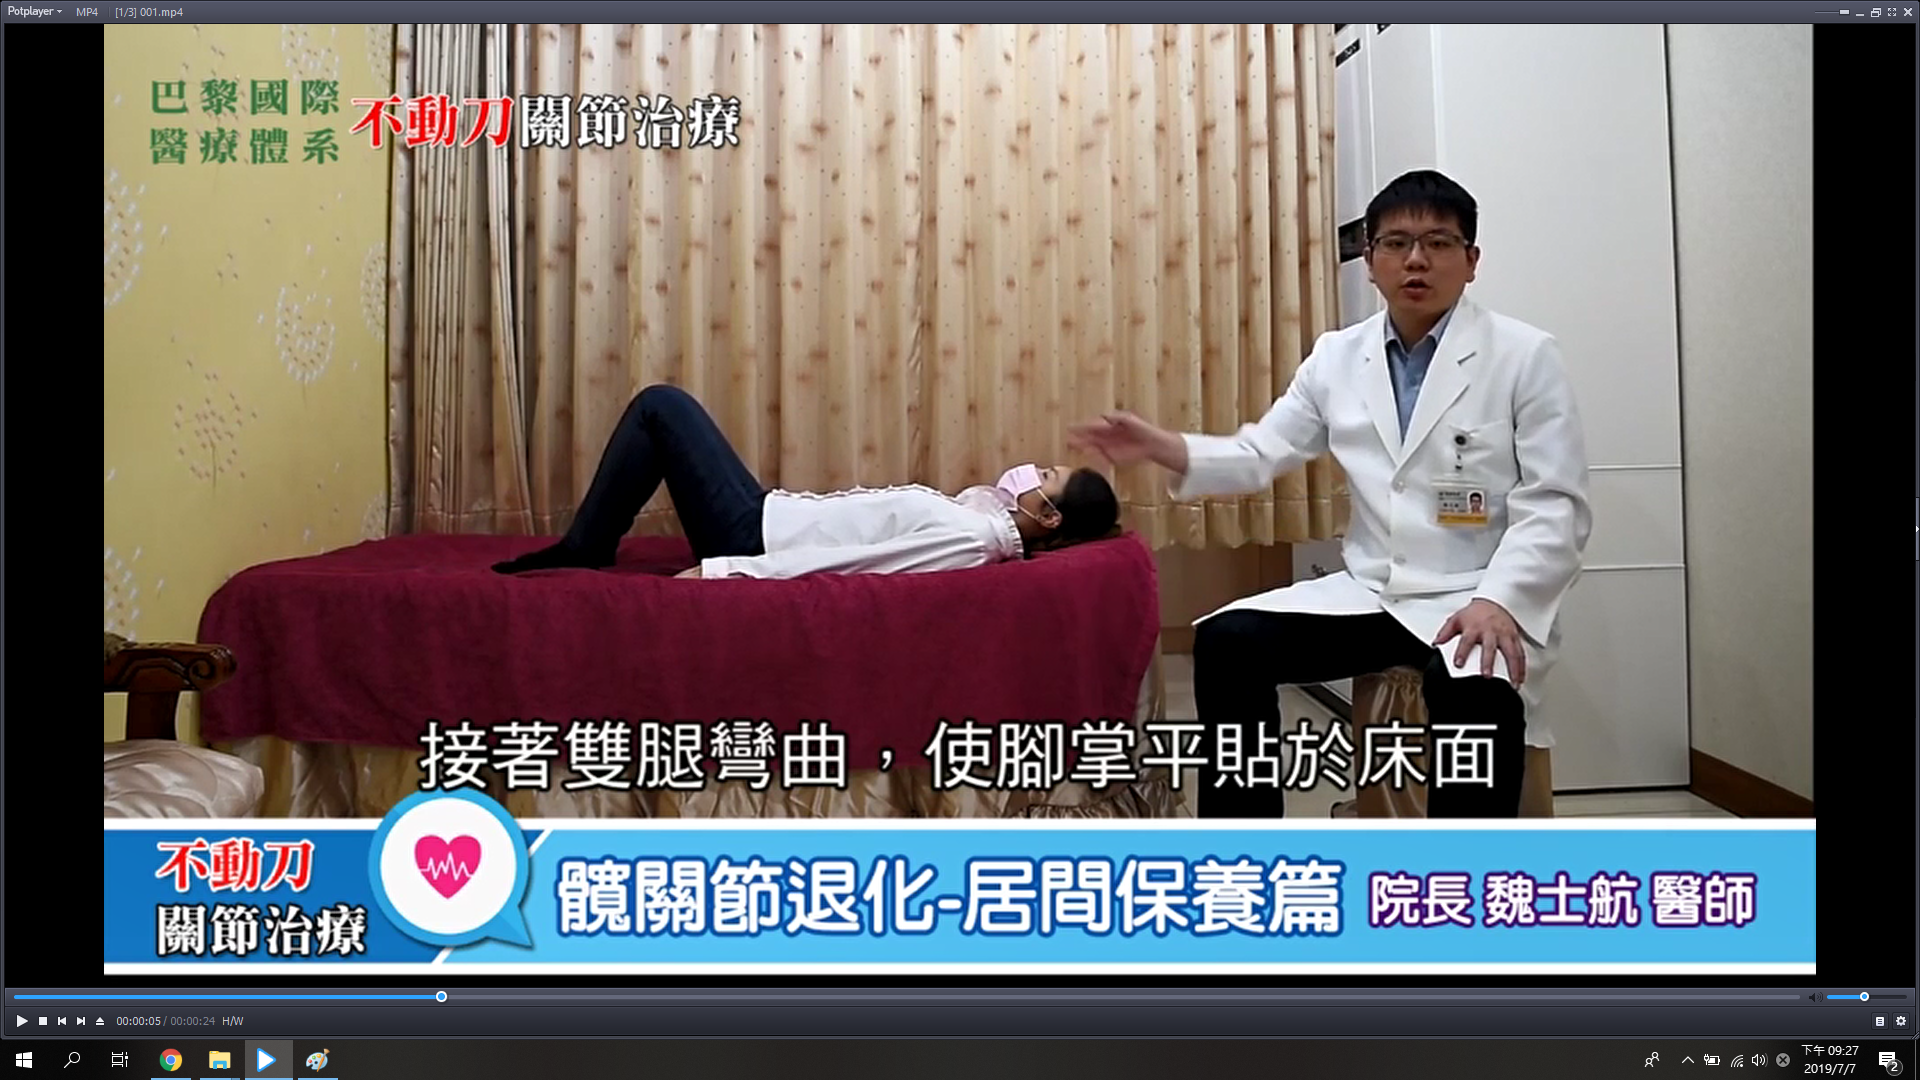 Potplayer MP4 [1/3] 001.mp4
巴黎國際
醫療體系
不動刀關節治療
接著雙腿彎曲，使腳掌平貼於床面
不動刀
關節治療
髖關節退化-居間保養篇 院長 魏士航 醫師
00:00:05 / 00:00:24 H/W
下午 09:27
2019/7/7
2